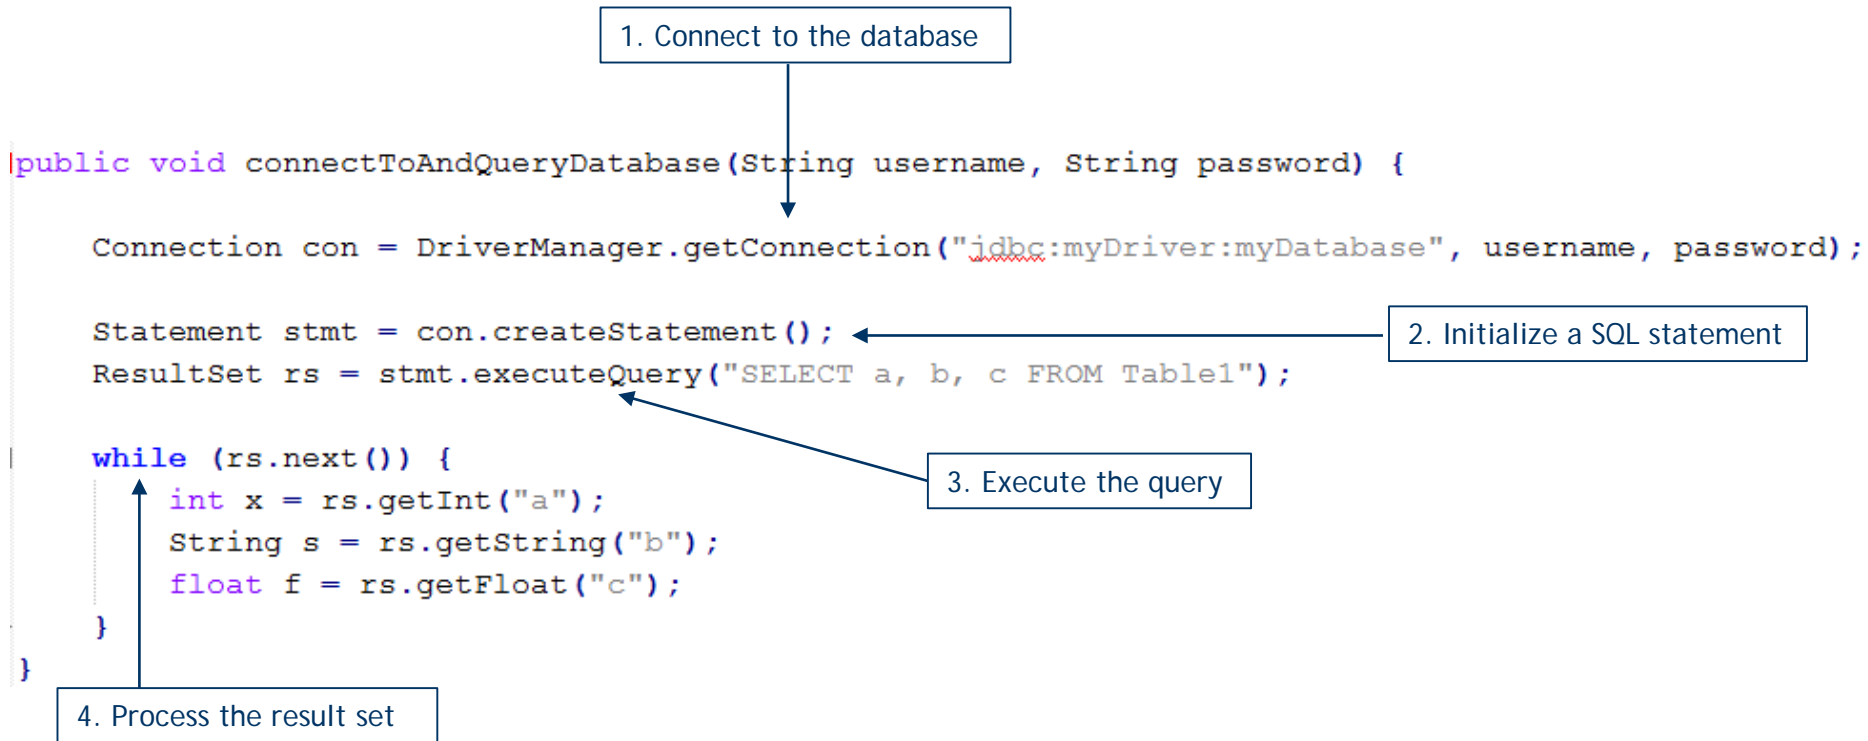 1. Connect to the database
public void connectToAndQueryDatabase(String username, String password) {
Connection con = DriverManager.getConnection("jdbc:myDriver:myDatabase", username, password);
Statement stmt = con.createStatement();
2. Initialize a SQL statement
ResultSet rs = stmt.executeQuery("SELECT a, b, c FROM Table1");
while (rs.next()) {
3. Execute the query
int x = rs.getInt("a");
String s = rs.getString("b");
float f = rs.getFloat("c");
}
}
4. Process the result set